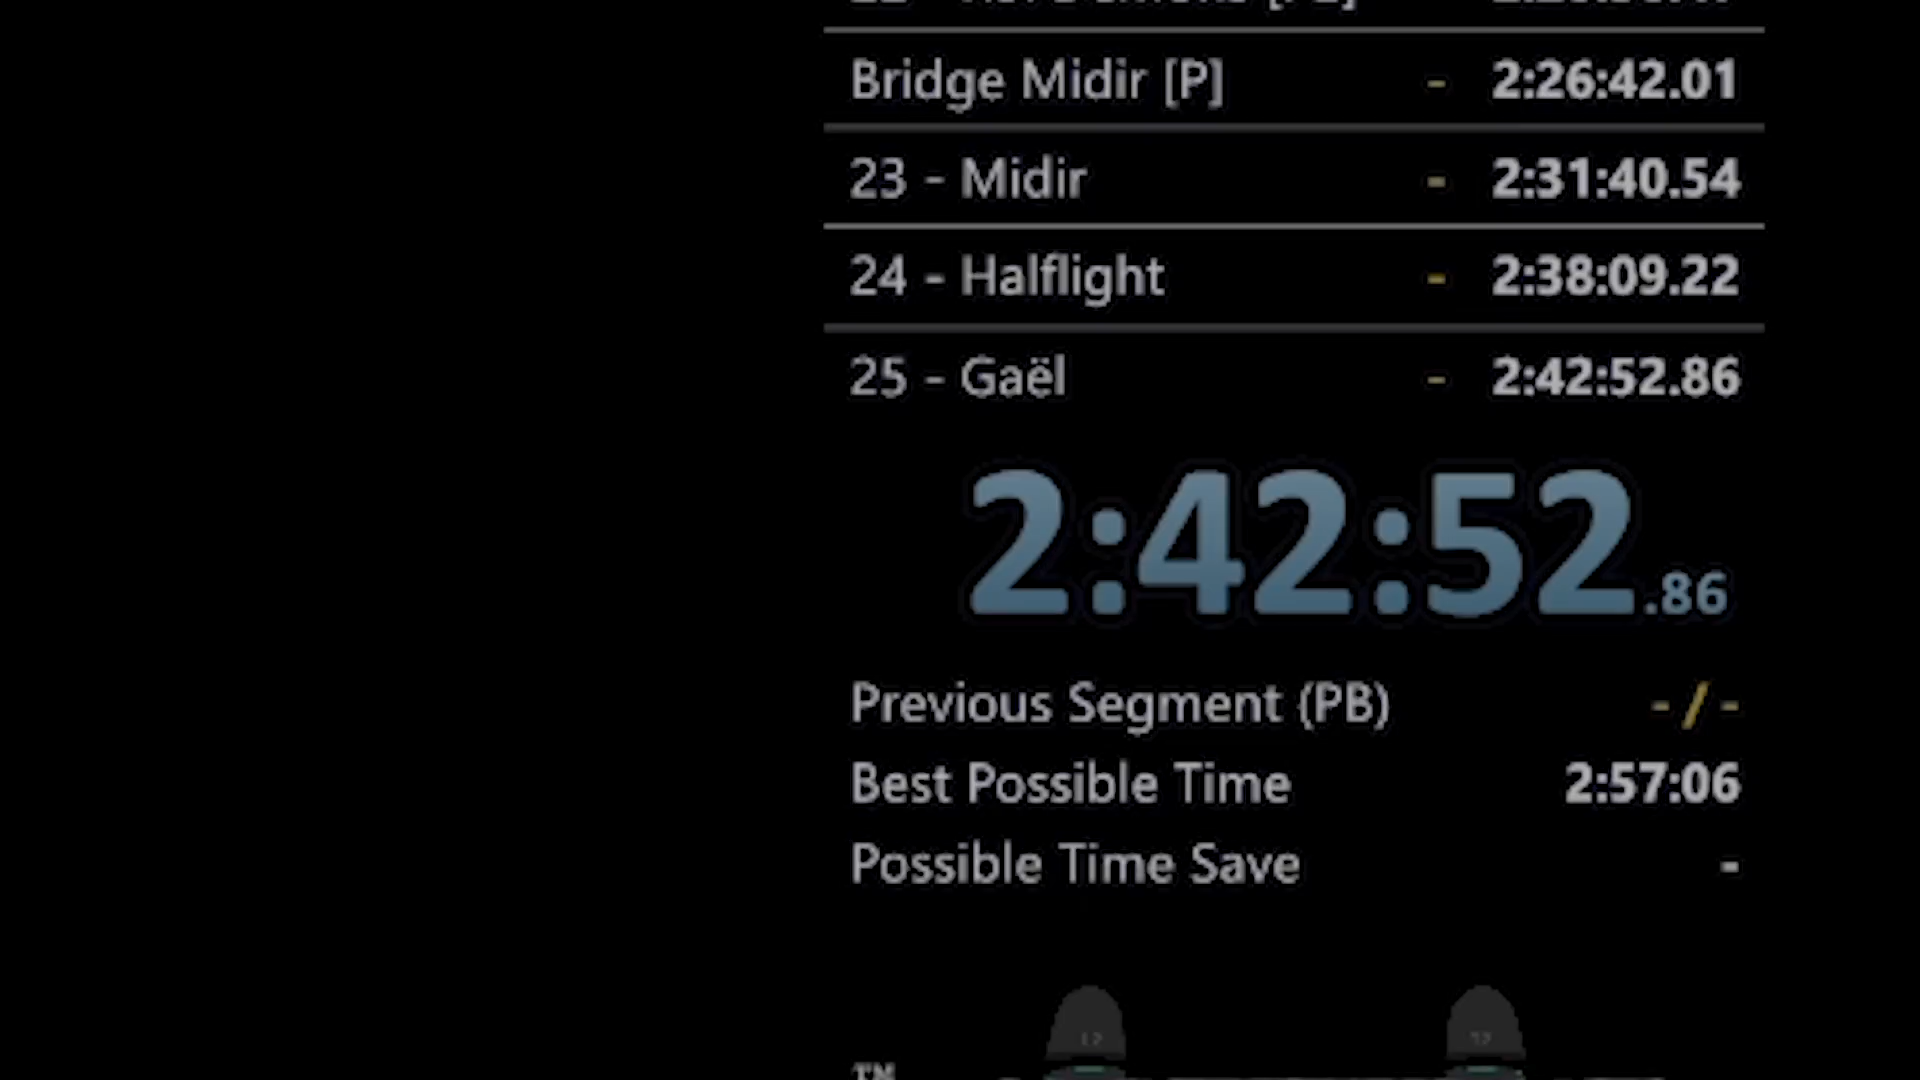 Bridge Midir [P] - 2:26:42.01
23 - Midir - 2:31:40.54
24 - Halflight - 2:38:09.22
25 - Gaël - 2:42:52.86
2:42:52.86
Previous Segment (PB) - / -
Best Possible Time 2:57:06
Possible Time Save -
TM